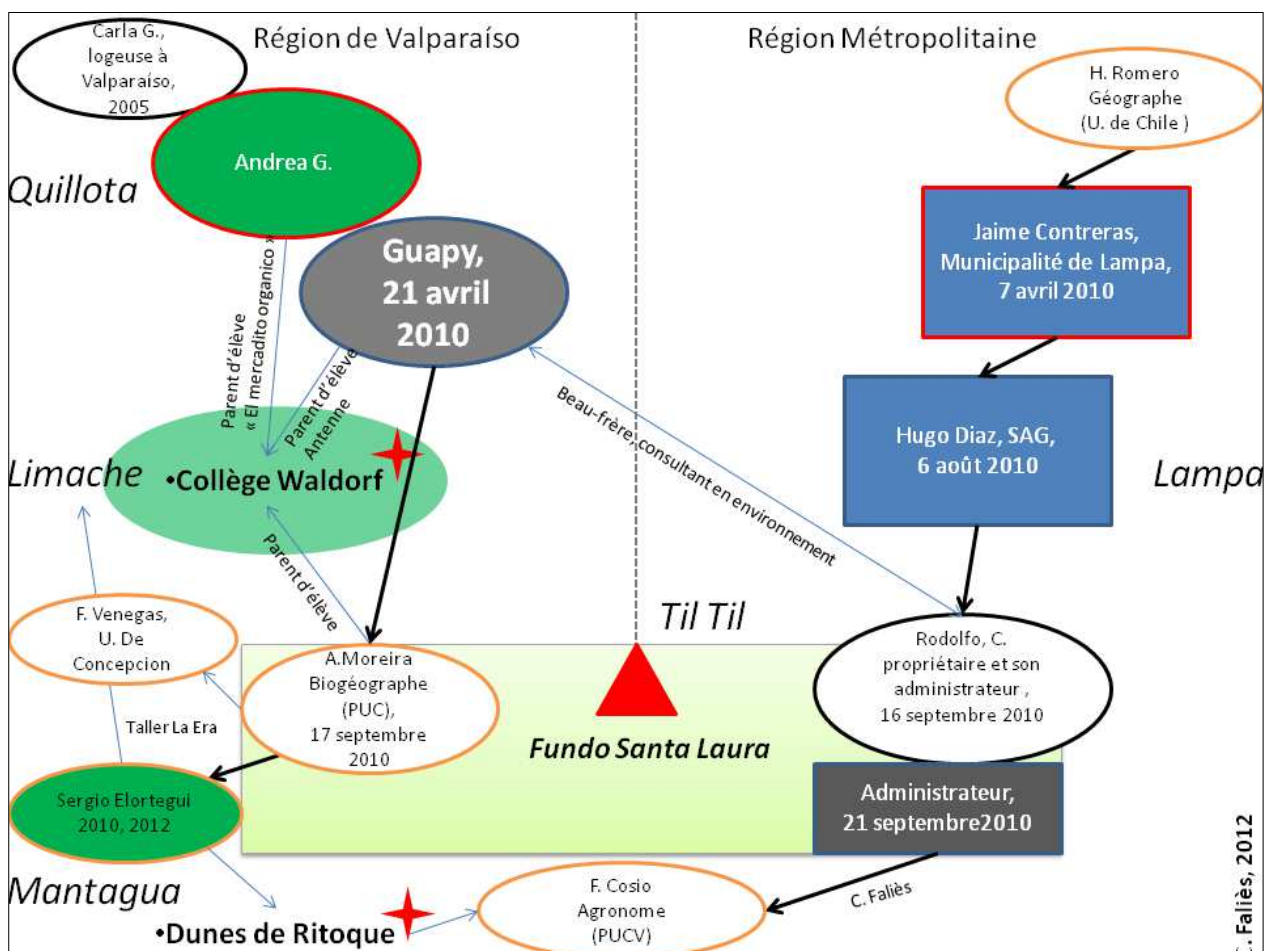 Région de Valparaíso
Région Métropolitaine
Carla G.,
logeuse à
Valparaíso,
2005
H. Romero
Géographe
(U. de Chile )
Andrea G.
Quillota
Jaime Contreras,
Municipalité de Lampa,
7 avril 2010
Guapy,
21 avril
2010
Parent d'élève
« El mercadito organico »
Parent d'élève
Antenne
Beau-frère, consultant en environnement
Hugo Diaz, SAG,
6 août 2010
Limache
•Collège Waldorf
Lampa
Parent d'élève
F. Venegas,
U. De
Concepcion
Til Til
A.Moreira
Biogéographe
(PUC),
17 septembre
2010
Rodolfo, C.
propriétaire et son
administrateur ,
16 septembre 2010
Taller La Era
Fundo Santa Laura
Sergio Elortegui
2010, 2012
Administrateur,
21 septembre2010
Mantagua
F. Cosio
Agronome
(PUCV)
C. Faliès
•Dunes de Ritoque
C. Faliès, 2012